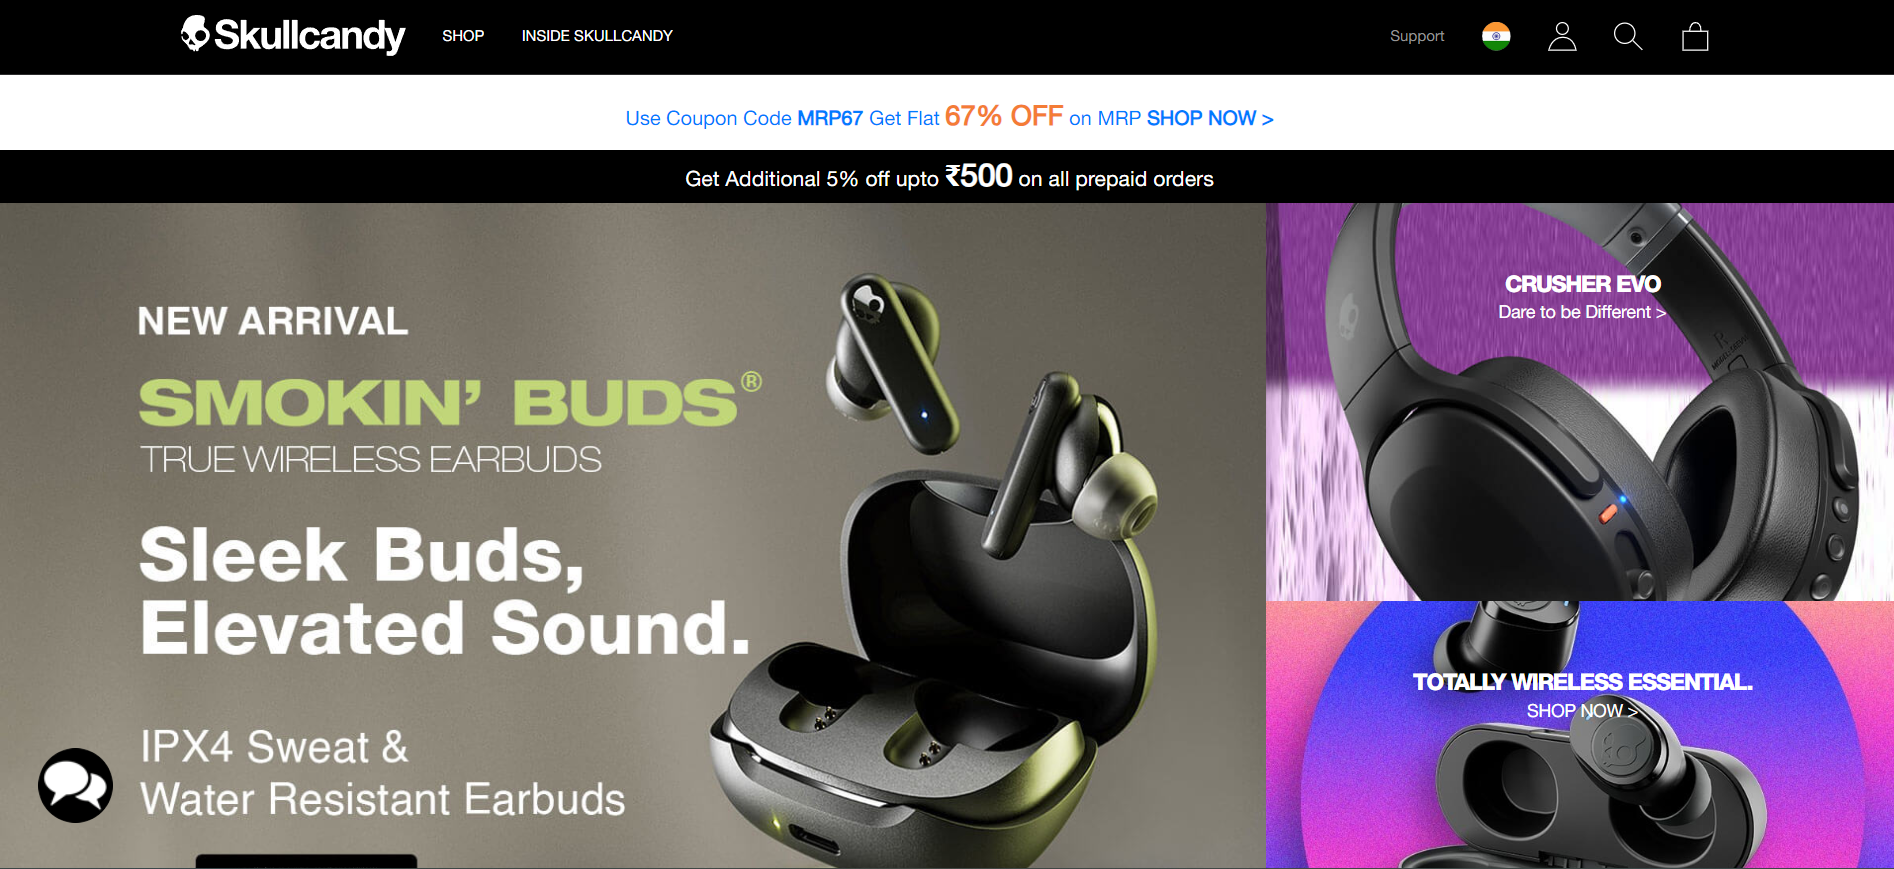 Skullcandy
SHOP
INSIDE SKULLCANDY
Support
Use Coupon Code MRP67 Get Flat 67% OFF on MRP SHOP NOW >
Get Additional 5% off upto ₹500 on all prepaid orders
NEW ARRIVAL
SMOKIN' BUDS®
TRUE WIRELESS EARBUDS
Sleek Buds,
Elevated Sound.
IPX4 Sweat &
Water Resistant Earbuds
CRUSHER EVO
Dare to be Different >
R
TOTALLY WIRELESS ESSENTIAL.
SHOP NOW >